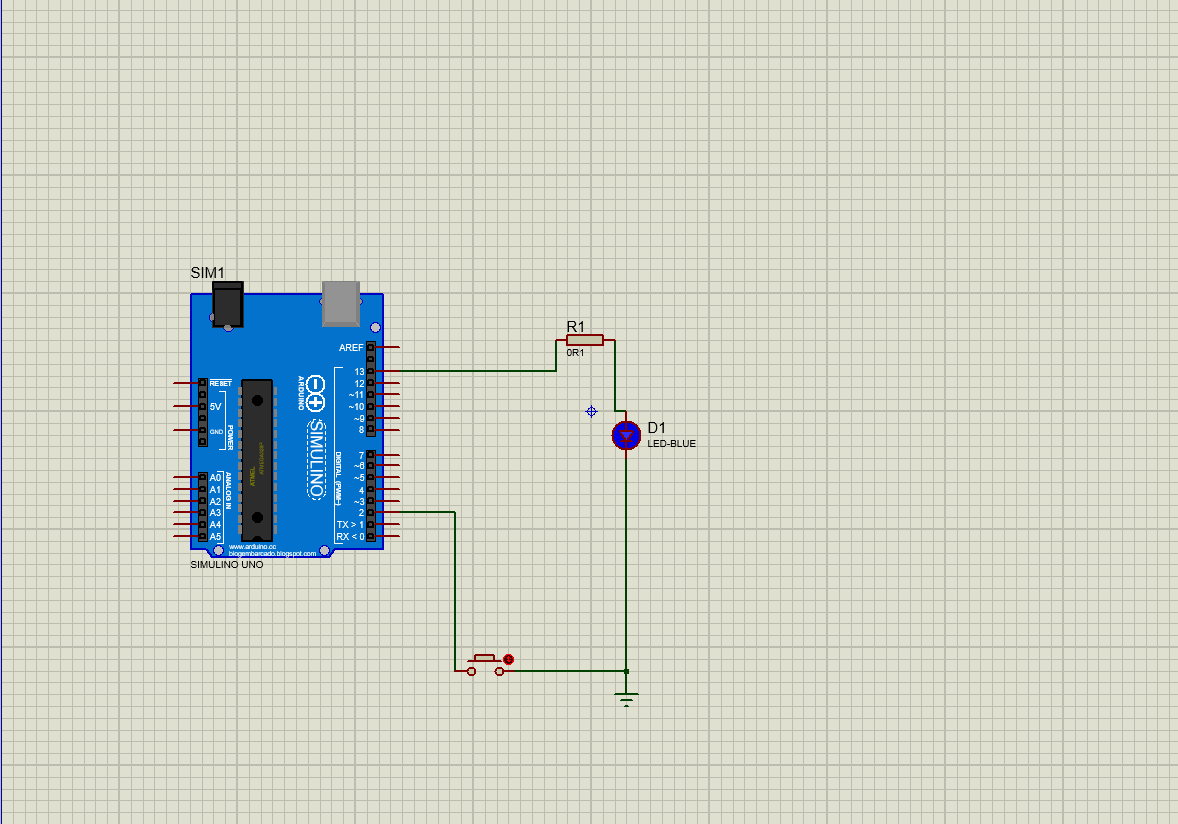 SIM1
R1
0R1
D1
LED-BLUE
AREF
13
12
~11
~10
~9
8
7
~6
~5
4
~3
2
TX > 1
RX < 0
RESET
5V
GND
POWER
A0
A1
A2
A3
A4
A5
ANALOG IN
ARDUINO
SIMULINO
DIGITAL (PWM~)
ATMEL
www.arduino.cc
blogembarcado.blogspot.com
SIMULINO UNO